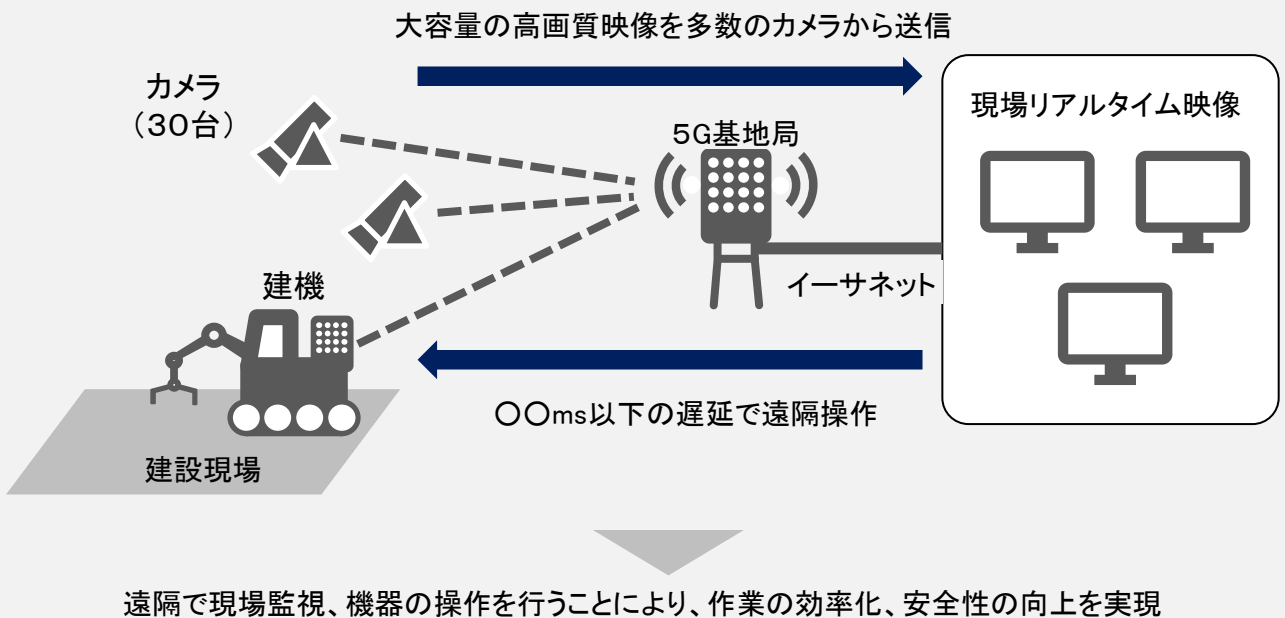 大容量の高画質映像を多数のカメラから送信
カメラ
（30台）
5G基地局
現場リアルタイム映像
イーサネット
建機
〇〇ms以下の遅延で遠隔操作
建設現場
遠隔で現場監視、機器の操作を行うことにより、作業の効率化、安全性の向上を実現